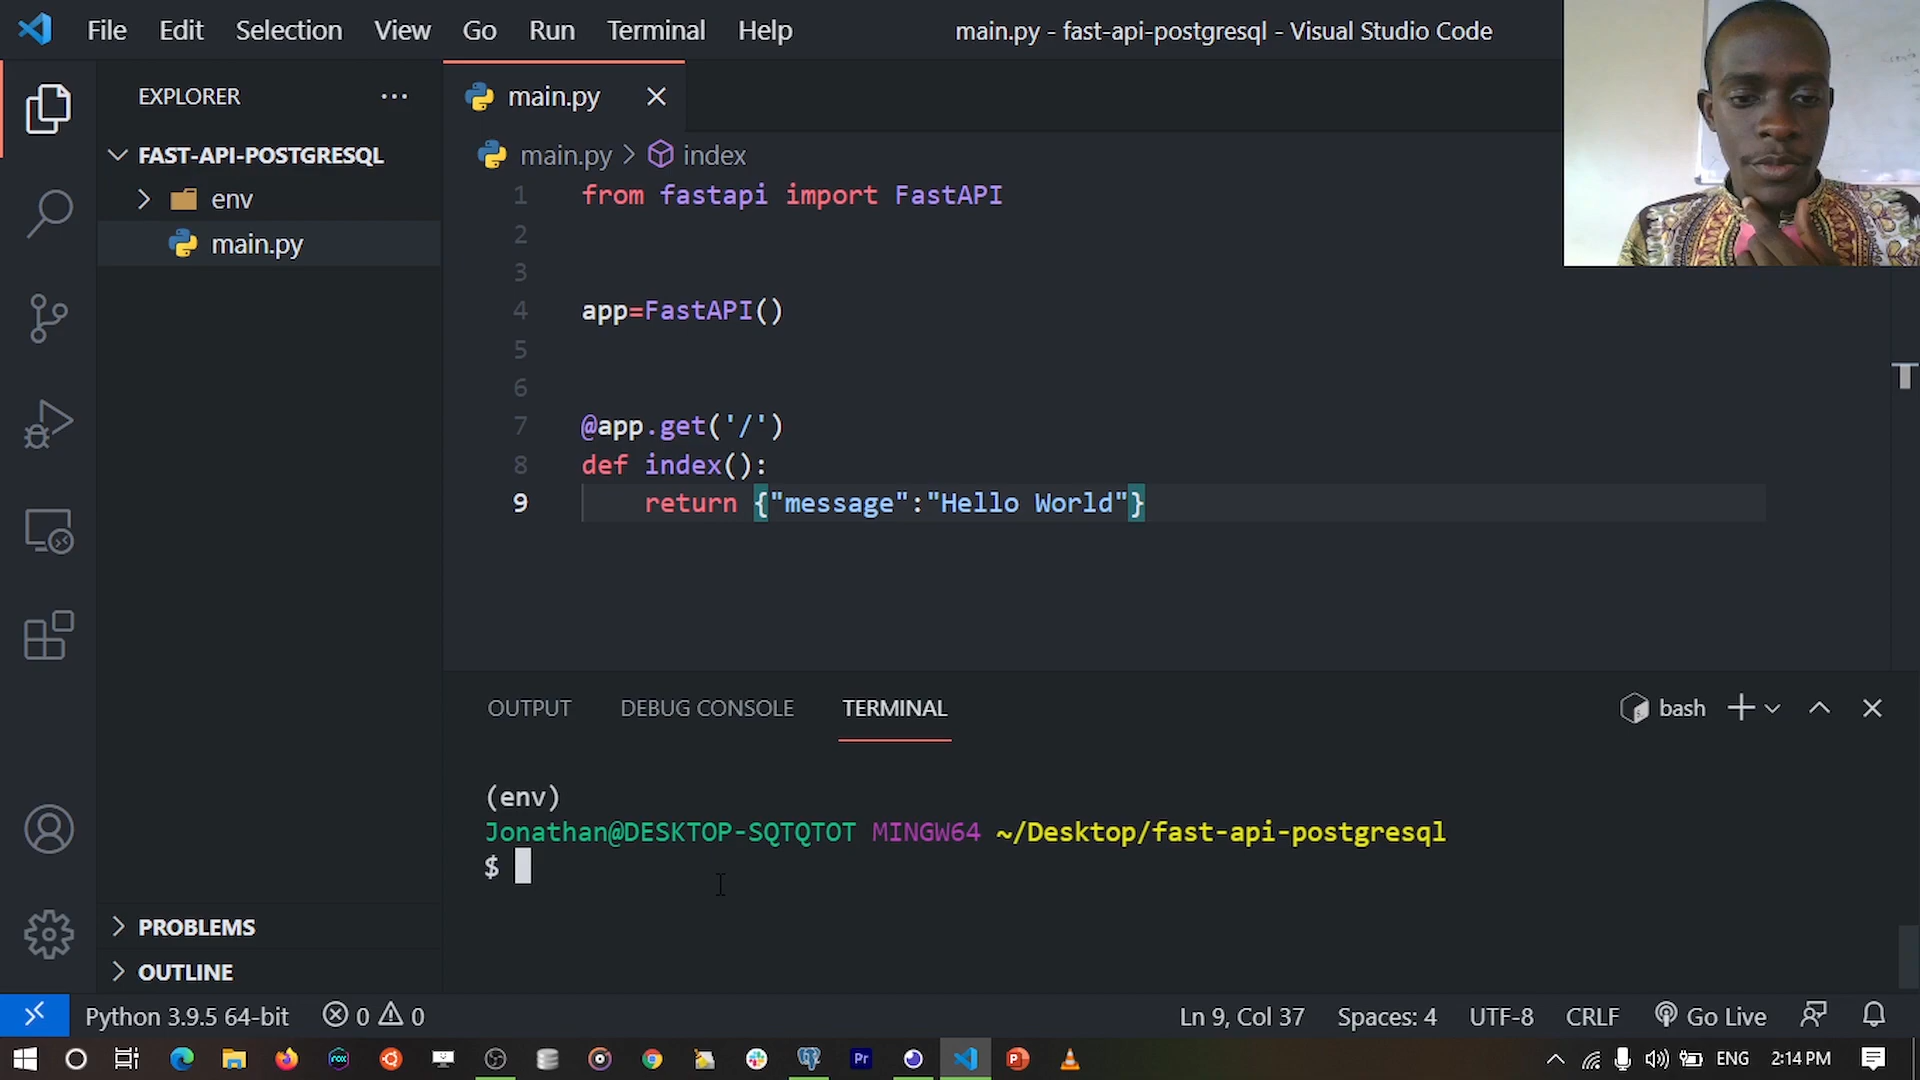 File Edit Selection View Go Run Terminal Help
main.py - fast-api-postgresql - Visual Studio Code
EXPLORER
FAST-API-POSTGRESQL
env
main.py
PROBLEMS
OUTLINE
main.py
main.py > index
1 from fastapi import FastAPI
2
3
4 app=FastAPI()
5
6
7 @app.get('/')
8 def index():
9 return {"message":"Hello World"}
OUTPUT DEBUG CONSOLE TERMINAL
bash
(env)
Jonathan@DESKTOP-SQTQTOT MINGW64 ~/Desktop/fast-api-postgresql
$
Python 3.9.5 64-bit 0 0
Ln 9, Col 37 Spaces: 4 UTF-8 CRLF Go Live
Pr
ENG 2:14 PM